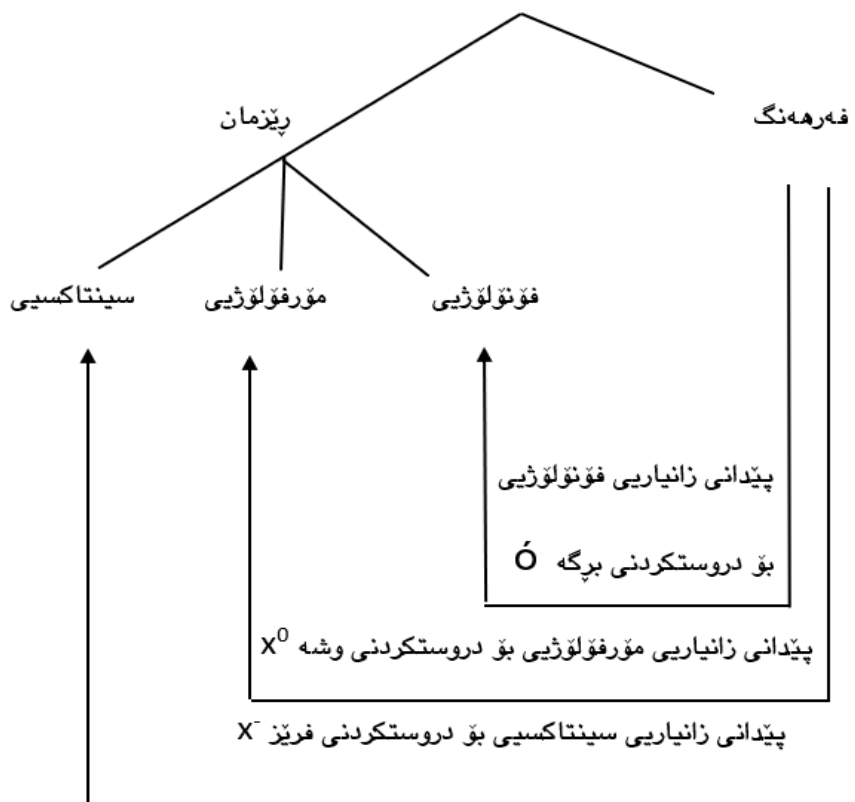 فەرهەنگ
ڕێزمان
فۆنۆلۆژیی
مۆرفۆلۆژیی
سینتاکسیی
پێدانی زانیاریی فۆنۆلۆژیی
بۆ دروستکردنی بڕگە Ó
پێدانی زانیاریی مۆرفۆلۆژیی بۆ دروستکردنی وشە X⁰
پێدانی زانیاریی سینتاکسیی بۆ دروستکردنی فرێز X⁻